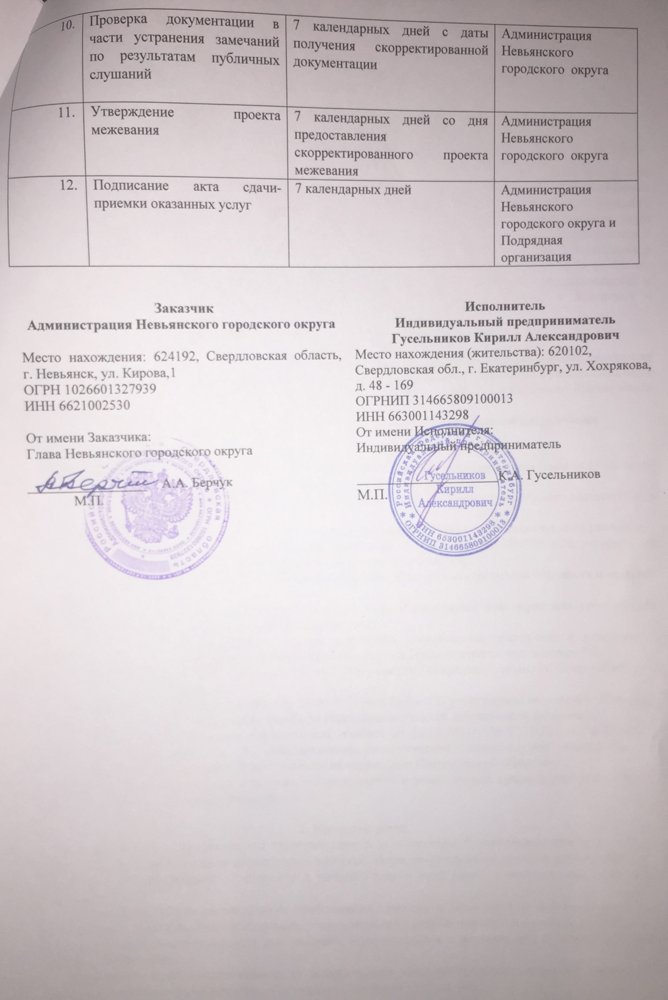 10.
Проверка документации в
части устранения замечаний
по результатам публичных
слушаний
7 календарных дней с даты
получения скорректированной
документации
Администрация
Невьянского
городского округа
11.
Утверждение проекта
межевания
7 календарных дней со дня
предоставления
скорректированного проекта
межевания
Администрация
Невьянского
городского округа
12.
Подписание акта сдачи-
приемки оказанных услуг
7 календарных дней
Администрация
Невьянского
городского округа и
Подрядная
организация
Заказчик
Администрация Невьянского городского округа
Место нахождения: 624192, Свердловская область,
г. Невьянск, ул. Кирова,1
ОГРН 1026601327939
ИНН 6621002530
От имени Заказчика:
Глава Невьянского городского округа
А.А. Берчук
М.П.
Исполнитель
Индивидуальный предприниматель
Гусельников Кирилл Александрович
Место нахождения (жительства): 620102,
Свердловская обл., г. Екатеринбург, ул. Хохрякова,
д. 48 - 169
ОГРНИП 314665809100013
ИНН 663001143298
От имени Исполнителя:
Индивидуальный предприниматель
К.А. Гусельников
М.П.
Российская Федерация г. Екатеринбург
Индивидуальный предприниматель
Гусельников
Кирилл
Александрович
* ИНН 663001143298 *
* ОГРНИП 314665809100013 *
область
ОГРН 1026601327939